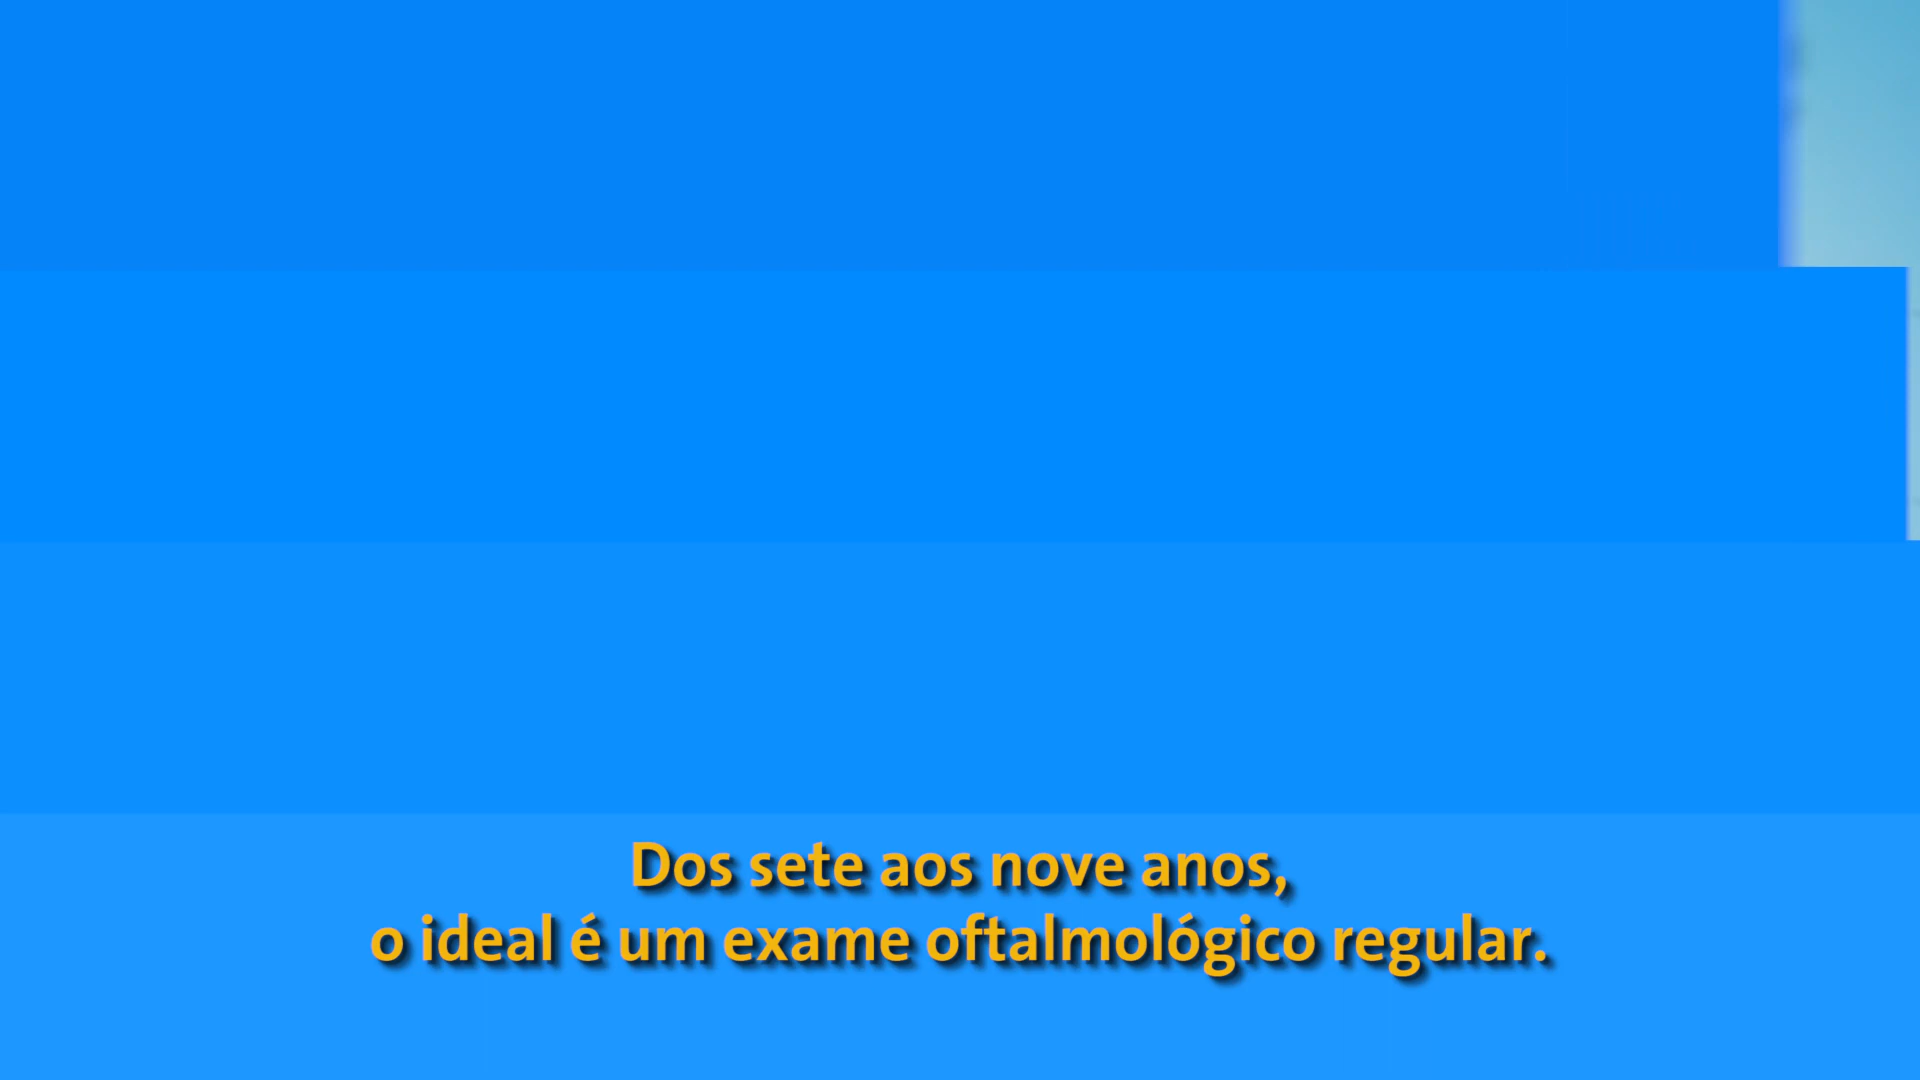 Dos sete aos nove anos,
o ideal é um exame oftalmológico regular.